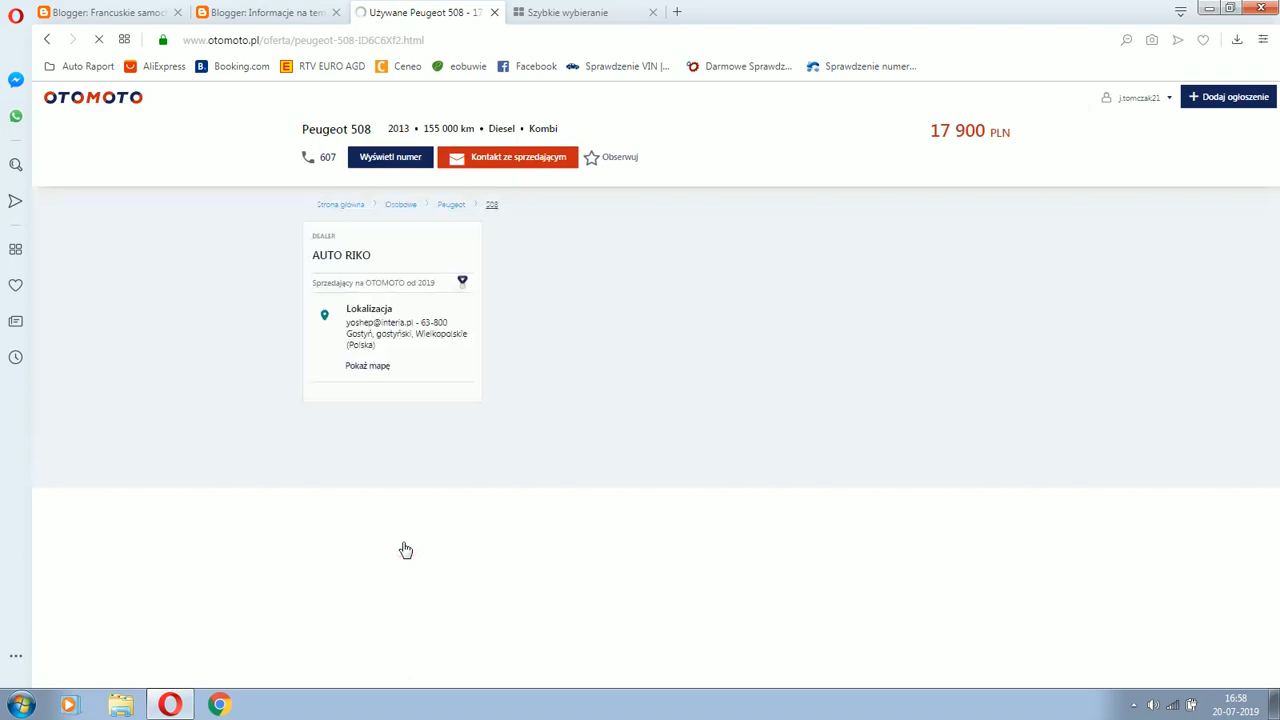 Blogger: Francuskie samoc
Blogger: Informacje na tem
Używane Peugeot 508 - 17
Szybkie wybieranie
www.otomoto.pl/oferta/peugeot-508-ID6C6Xf2.html
Auto Raport
AliExpress
Booking.com
RTV EURO AGD
Ceneo
eobuwie
Facebook
Sprawdzenie VIN |...
Darmowe Sprawdz...
Sprawdzenie numer...
OTOMOTO
j.tomczak21
+ Dodaj ogłoszenie
Peugeot 508
2013 • 155 000 km • Diesel • Kombi
17 900 PLN
607
Wyświetl numer
Kontakt ze sprzedającym
Obserwuj
Strona główna
Osobowe
Peugeot
508
DEALER
AUTO RIKO
Sprzedający na OTOMOTO od 2019
Lokalizacja
yoshep@interia.pl - 63-800
Gostyń, gostyński, Wielkopolskie
(Polska)
Pokaż mapę
16:58
20-07-2019